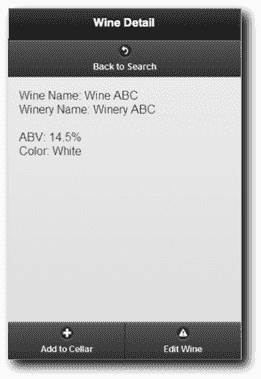 Wine Detail
Back to Search
Wine Name: Wine ABC
Winery Name: Winery ABC
ABV: 14.5%
Color: White
Add to Cellar
Edit Wine